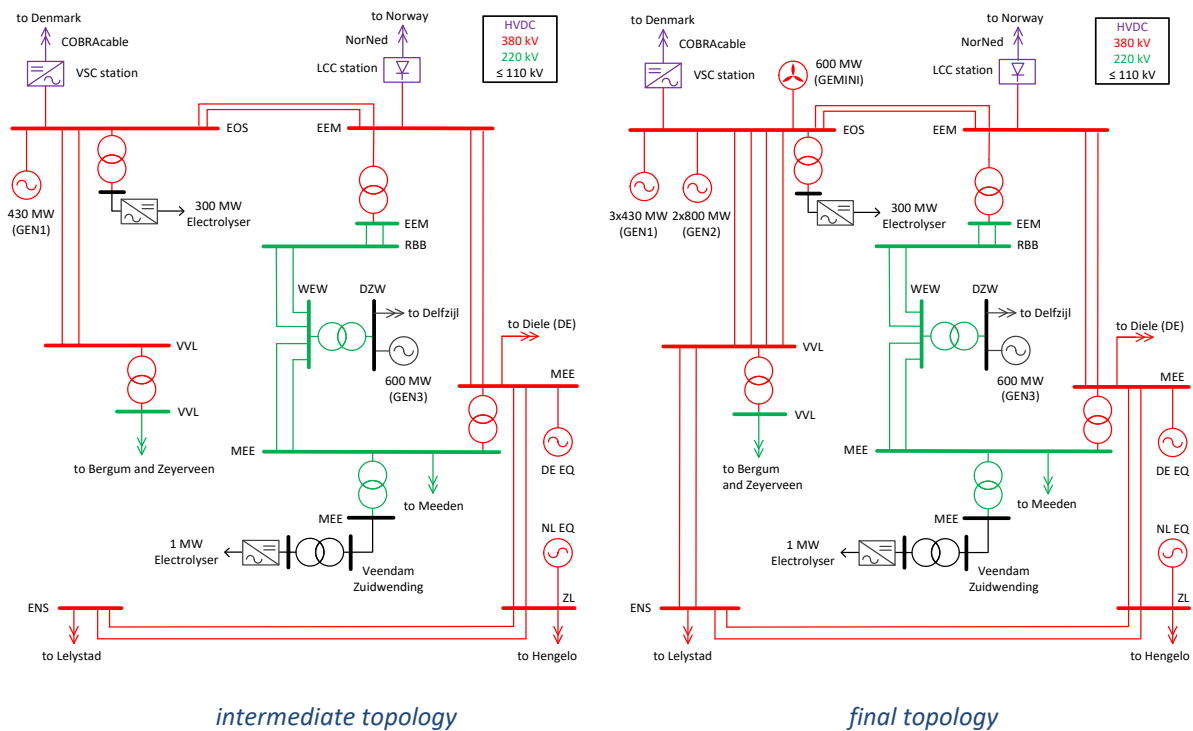 to Denmark
COBRAcable
VSC station
to Norway
NorNed
LCC station
HVDC
380 kV
220 kV
≤ 110 kV
EOS
EEM
430 MW
(GEN1)
300 MW
Electrolyser
EEM
RBB
WEW
DZW
to Delfzijl
600 MW
(GEN3)
to Diele (DE)
VVL
MEE
VVL
to Bergum and Zeyerveen
MEE
DE EQ
to Meeden
MEE
1 MW
Electrolyser
Veendam
Zuidwending
NL EQ
ENS
ZL
to Lelystad
to Hengelo
intermediate topology
to Denmark
COBRAcable
VSC station
600 MW
(GEMINI)
to Norway
NorNed
LCC station
HVDC
380 kV
220 kV
≤ 110 kV
EOS
EEM
3x430 MW
(GEN1)
2x800 MW
(GEN2)
300 MW
Electrolyser
EEM
RBB
WEW
DZW
to Delfzijl
600 MW
(GEN3)
to Diele (DE)
VVL
MEE
VVL
to Bergum
and Zeyerveen
MEE
DE EQ
to Meeden
MEE
1 MW
Electrolyser
Veendam
Zuidwending
NL EQ
ENS
ZL
to Lelystad
to Hengelo
final topology